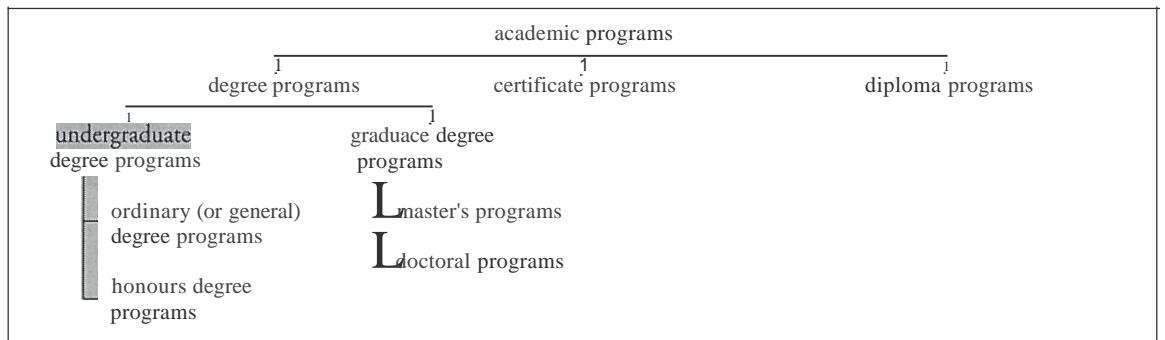 academic programs
degree programs
certificate programs
diploma programs
undergraduate
degree programs
graduace degree
programs
ordinary (or general)
degree programs
honours degree
programs
master's programs
doctoral programs